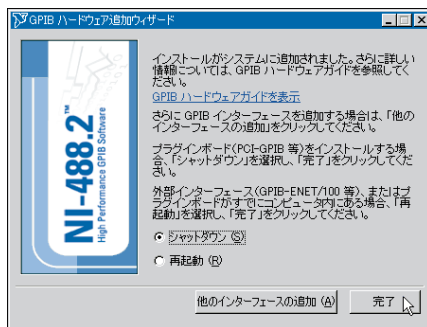 GPIB ハードウェア追加ウィザード
インストールがシステムに追加されました。さらに詳しい
情報については、GPIB ハードウェアガイドを参照してく
ださい。
GPIB ハードウェアガイドを表示
さらに GPIB インターフェースを追加する場合は、「他の
インターフェースの追加」をクリックしてください。
プラグインボード(PCI-GPIB 等)をインストールする場
合、「シャットダウン」を選択し、「完了」をクリックしてくだ
さい。
外部インターフェース(GPIB-ENET/100 等)、またはプ
ラグインボードがすでにコンピュータ内にある場合、「再
起動」を選択し、「完了」をクリックしてください。
シャットダウン (S)
再起動 (R)
他のインターフェースの追加 (A)
完了
NI-488.2™
High Performance GPIB Software